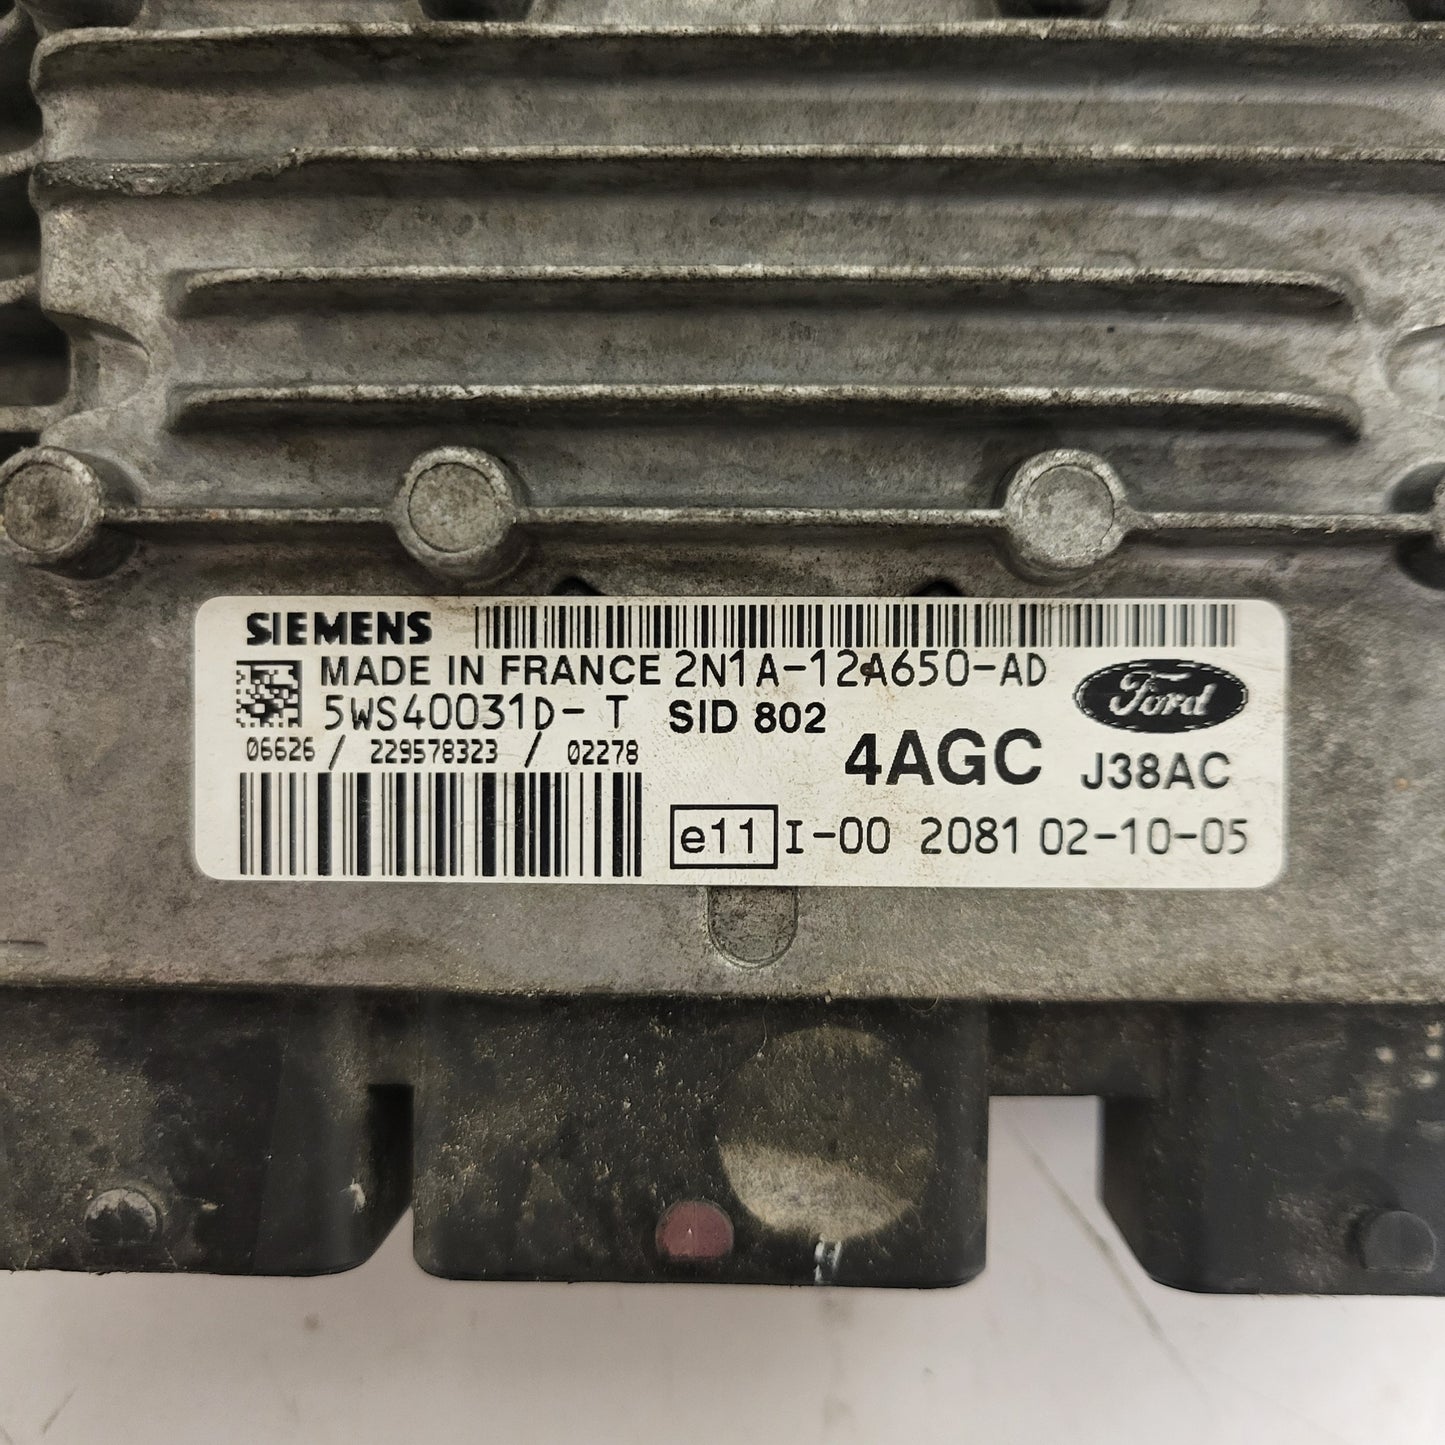 SIEMENS
MADE IN FRANCE 2N1A-12A650-AD
Ford
5WS40031D-T SID 802
06626 / 229578323 / 02278
4AGC J38AC
e11 I-00 2081 02-10-05